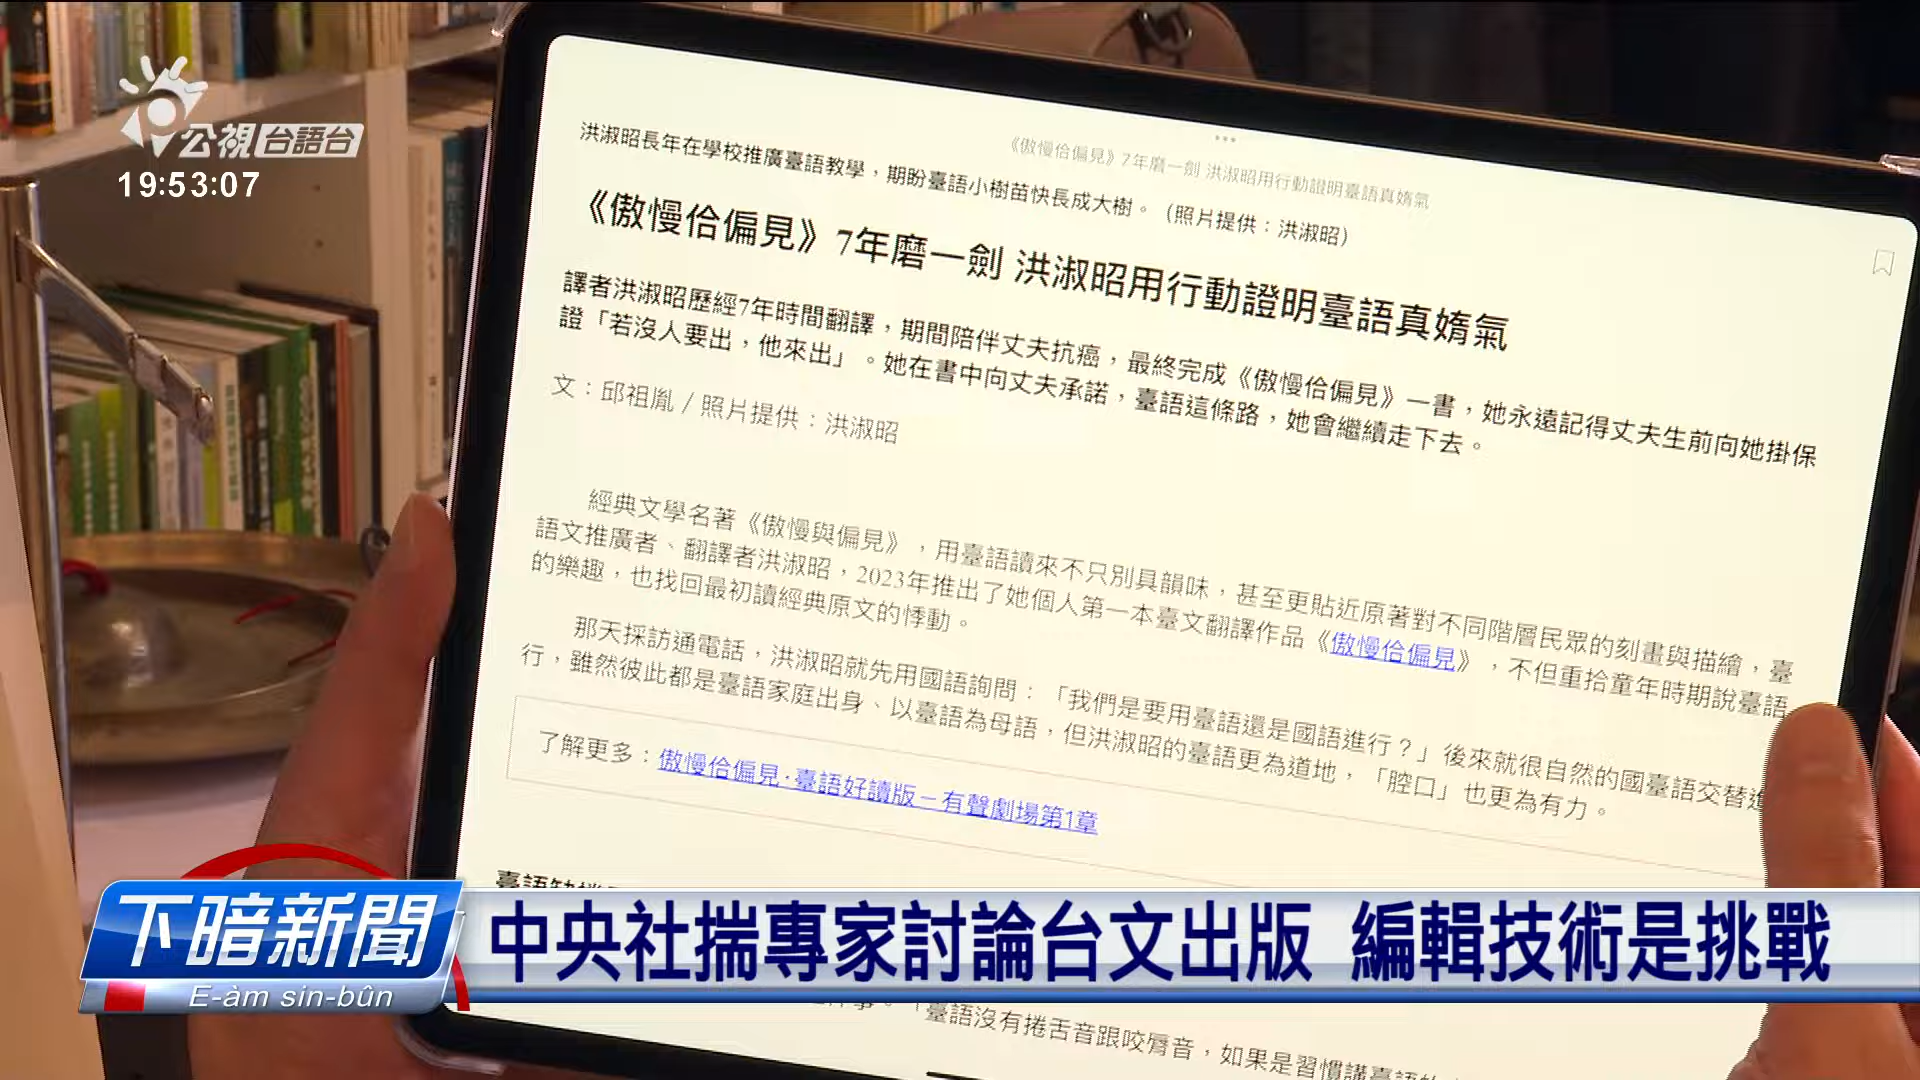 公視台語台
19:53:07
《傲慢佮偏見》7年磨一劍 洪淑昭用行動證明臺語真媠氣
洪淑昭長年在學校推廣臺語教學，期盼臺語小樹苗快長成大樹。（照片提供：洪淑昭）
《傲慢佮偏見》7年磨一劍 洪淑昭用行動證明臺語真媠氣
譯者洪淑昭歷經7年時間翻譯，期間陪伴丈夫抗癌，最終完成《傲慢佮偏見》一書，她永遠記得丈夫生前向她掛保
證「若沒人要出，他來出」。她在書中向丈夫承諾，臺語這條路，她會繼續走下去。
文：邱祖胤 / 照片提供：洪淑昭
經典文學名著《傲慢與偏見》，用臺語讀來不只別具韻味，甚至更貼近原著對不同階層民眾的刻畫與描繪，臺
語文推廣者、翻譯者洪淑昭，2023年推出了她個人第一本臺文翻譯作品《傲慢佮偏見》，不但重拾童年時期說臺語
的樂趣，也找回最初讀經典原文的悸動。
那天採訪通電話，洪淑昭就先用國語詢問：「我們是要用臺語還是國語進行？」後來就很自然的國臺語交替進
行，雖然彼此都是臺語家庭出身、以臺語為母語，但洪淑昭的臺語更為道地，「腔口」也更為有力。
了解更多：傲慢佮偏見．臺語好讀版－有聲劇場第1章
臺語
下暗新聞
E-àm sin-bûn
中央社揣專家討論台文出版 編輯技術是挑戰
「臺語沒有捲舌音跟咬脣音，如果是習慣講臺語